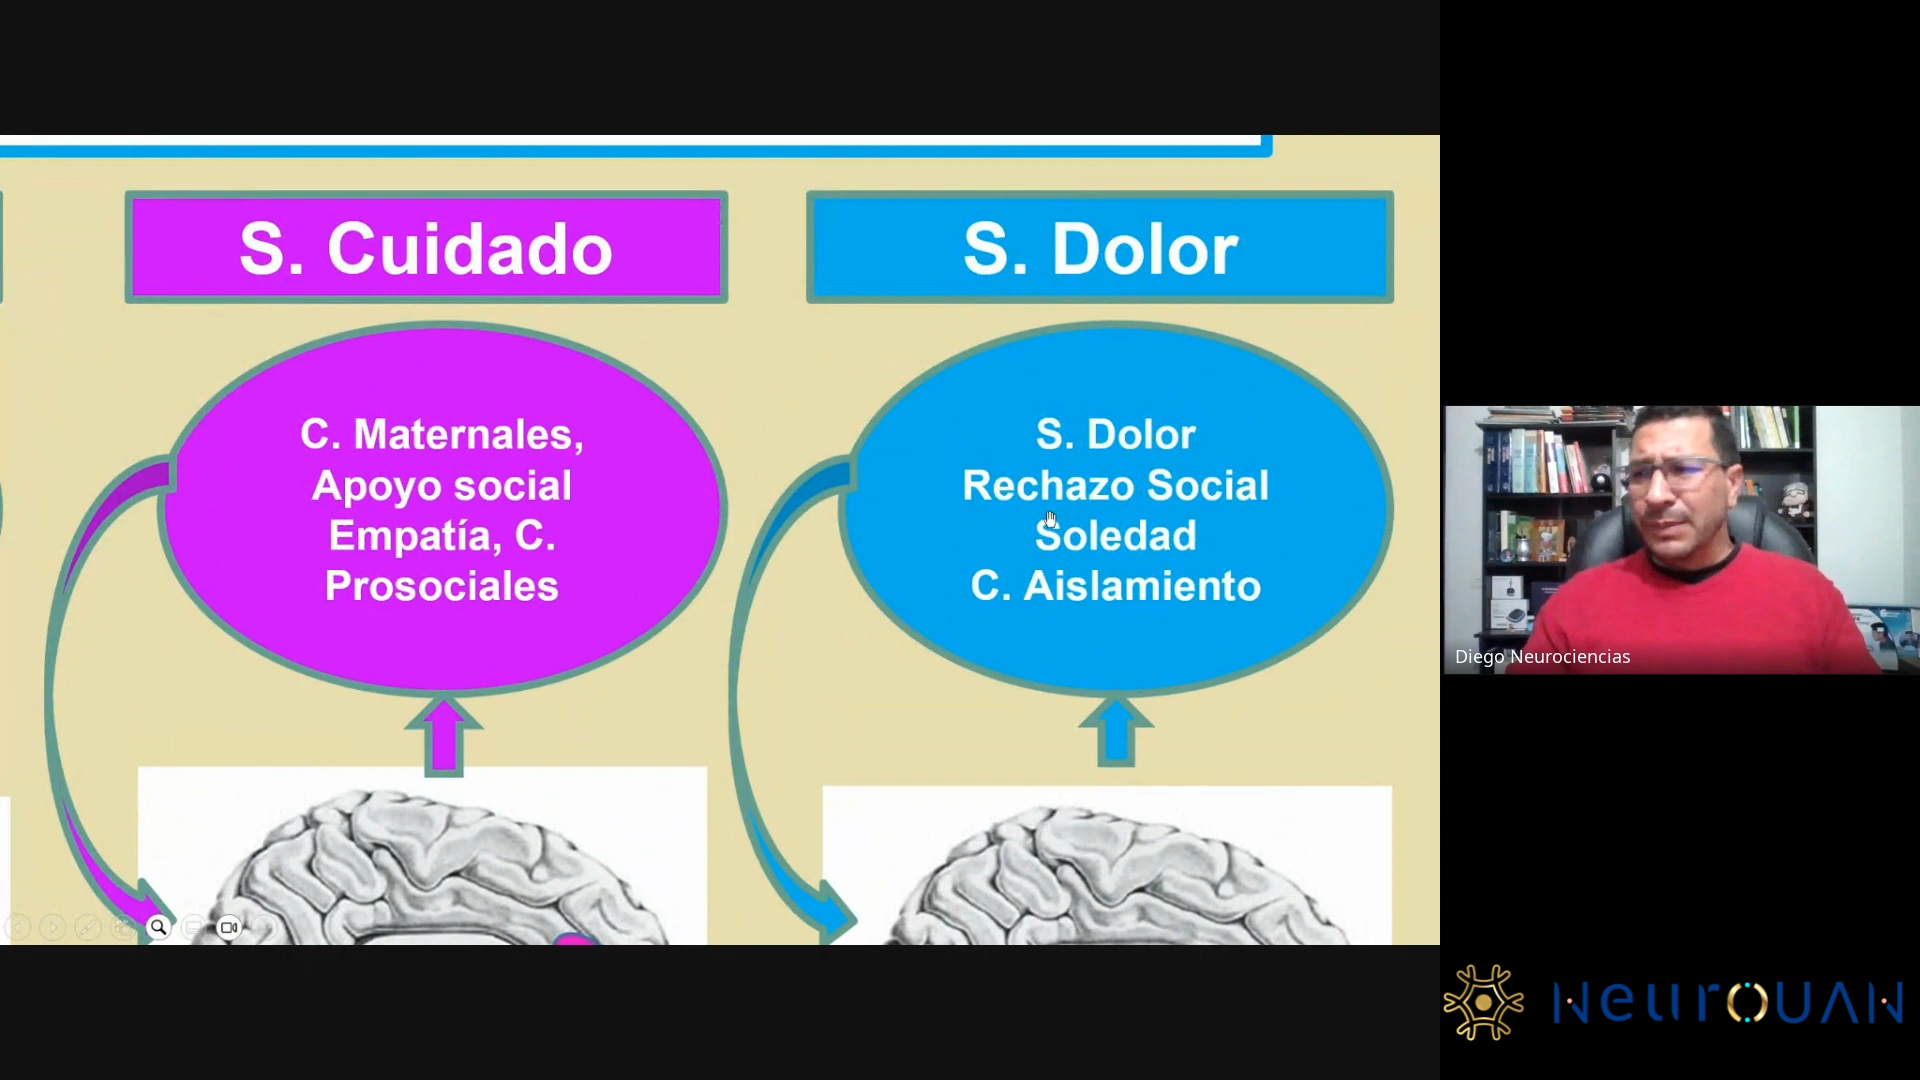 S. Cuidado
C. Maternales,
Apoyo social
Empatía, C.
Prosociales
S. Dolor
S. Dolor
Rechazo Social
Soledad
C. Aislamiento
Diego Neurociencias
NeurOUAN